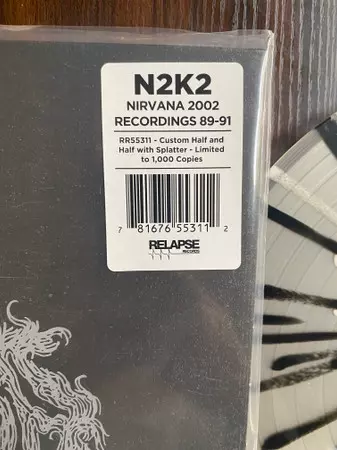 N2K2
NIRVANA 2002
RECORDINGS 89-91
RR55311 - Custom Half and
Half with Splatter - Limited
to 1,000 Copies
7 81676 55311 2
RELAPSE
RECORDS